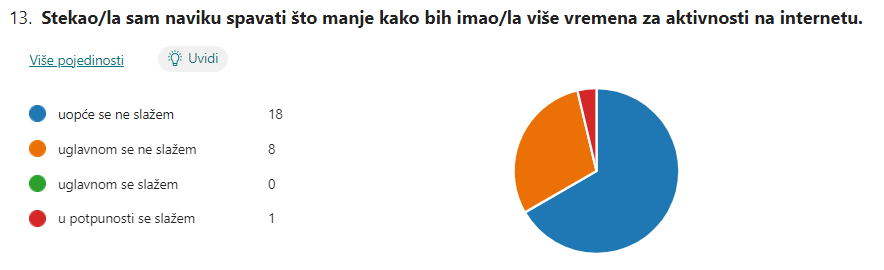 13. Stekao/la sam naviku spavati što manje kako bih imao/la više vremena za aktivnosti na internetu.
Više pojedinosti
Uvidi
uopće se ne slažem 18
uglavnom se ne slažem 8
uglavnom se slažem 0
u potpunosti se slažem 1